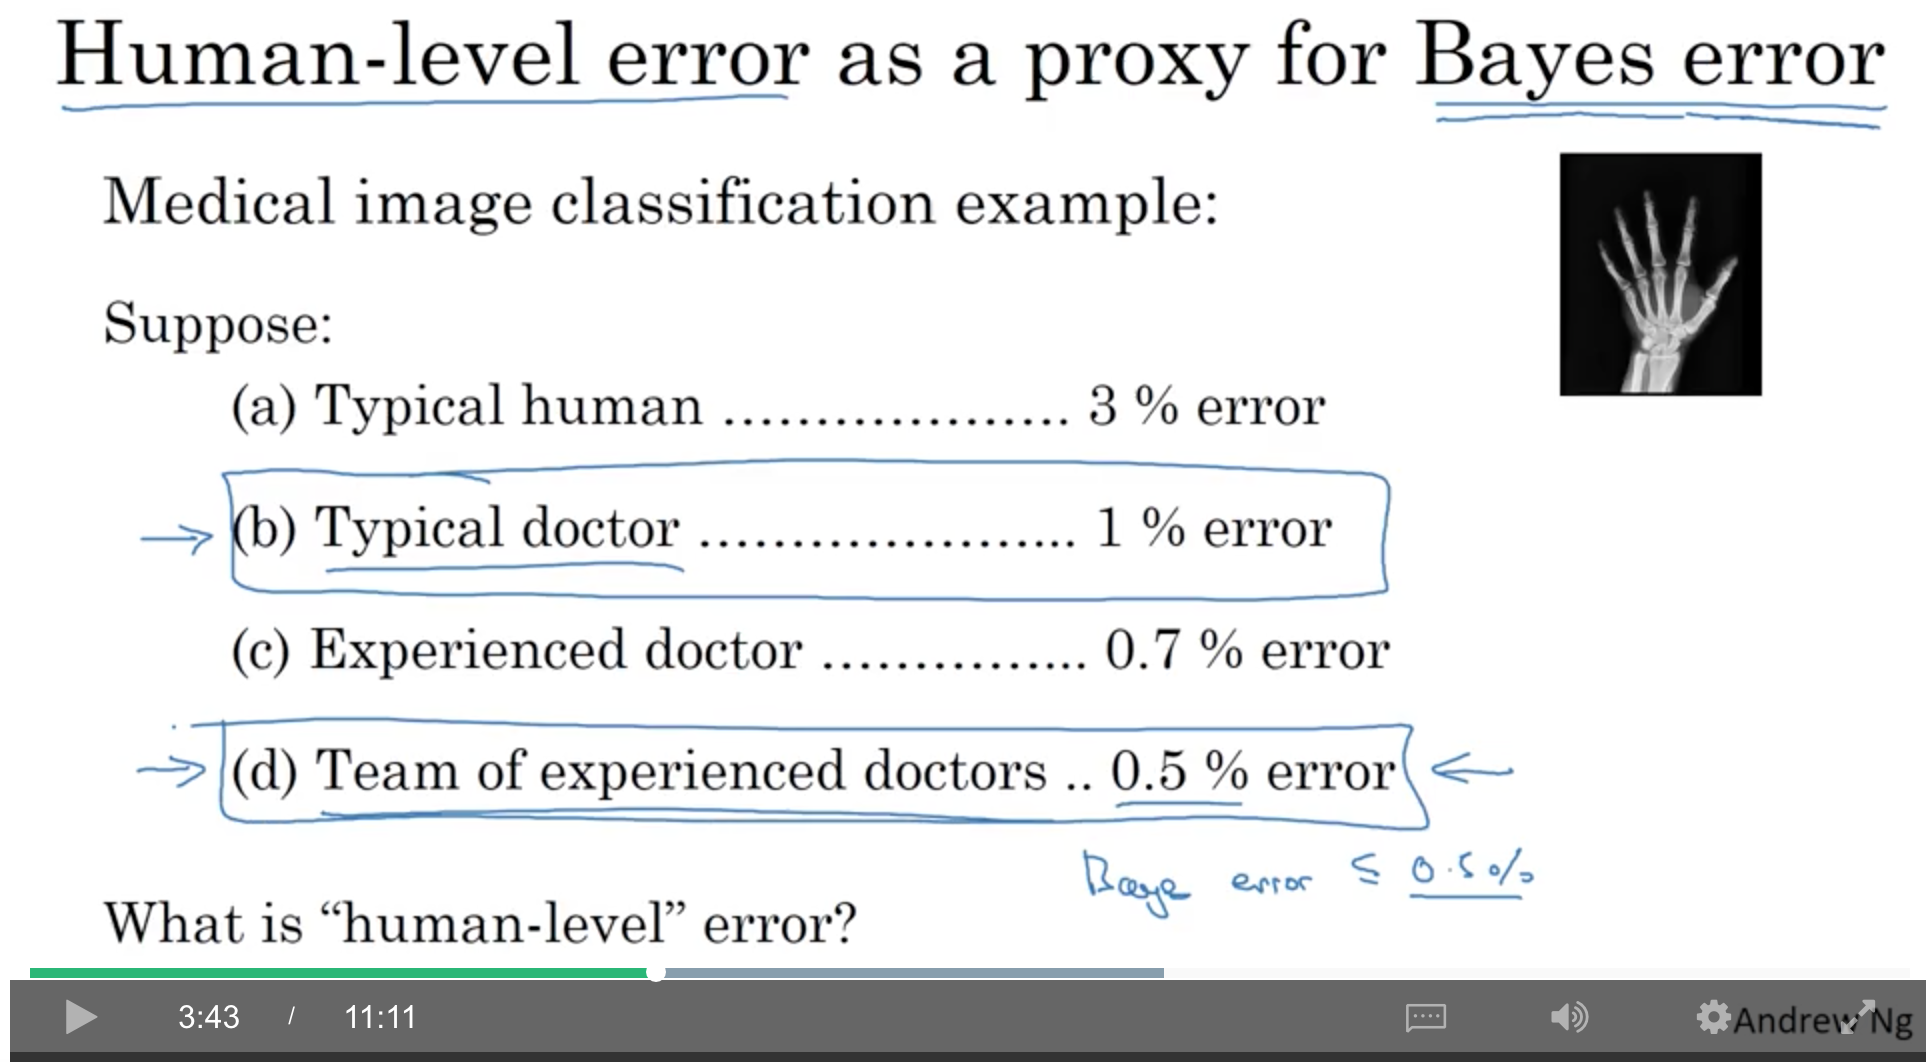 Human-level error as a proxy for Bayes error
Medical image classification example:
Suppose:
(a) Typical human ................... 3 % error
(b) Typical doctor ..................... 1 % error
(c) Experienced doctor ............... 0.7 % error
(d) Team of experienced doctors .. 0.5 % error
Baye error ≤ 0.5%
What is “human-level” error?
3:43 / 11:11
Andrew Ng